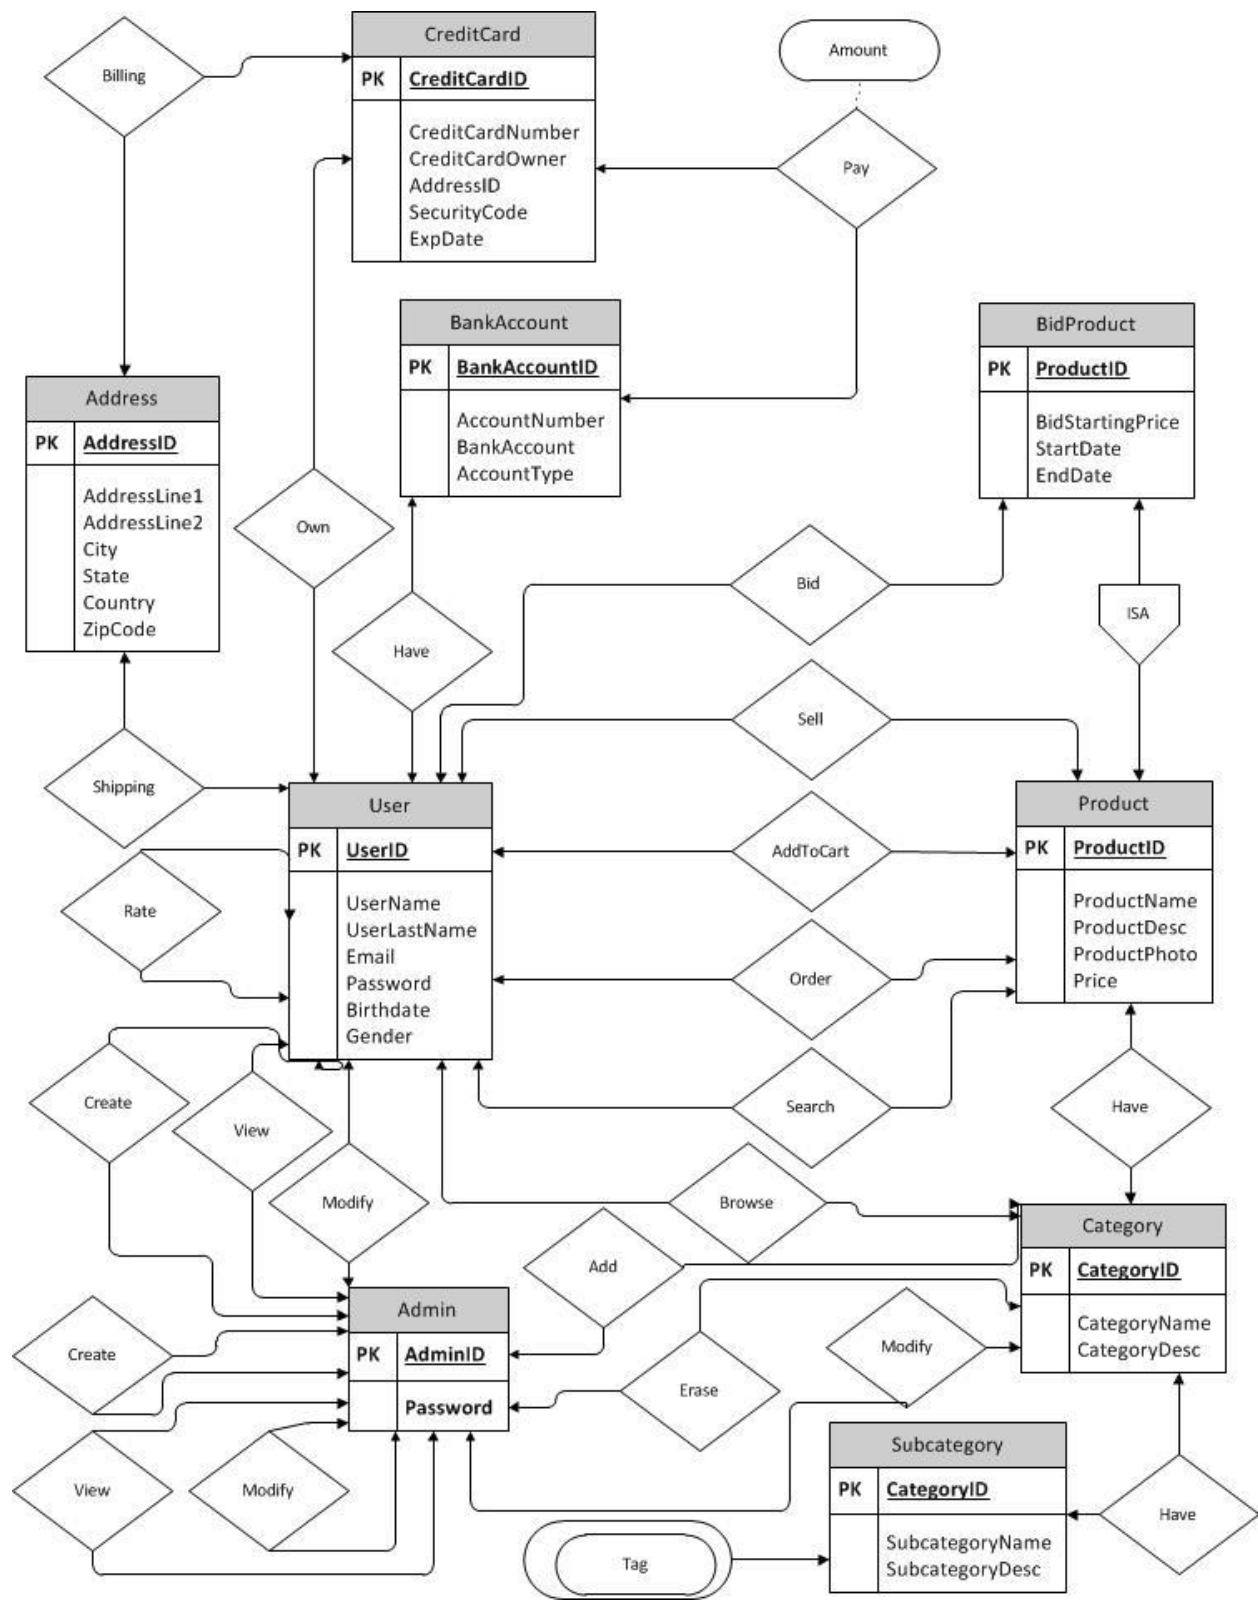 CreditCard
PK CreditCardID
CreditCardNumber
CreditCardOwner
AddressID
SecurityCode
ExpDate
Billing
Amount
Pay
BankAccount
PK BankAccountID
AccountNumber
BankAccount
AccountType
BidProduct
PK ProductID
BidStartingPrice
StartDate
EndDate
Address
PK AddressID
AddressLine1
AddressLine2
City
State
Country
ZipCode
Own
Have
Bid
ISA
Sell
Shipping
User
PK UserID
UserName
UserLastName
Email
Password
Birthdate
Gender
AddToCart
Product
PK ProductID
ProductName
ProductDesc
ProductPhoto
Price
Rate
Order
Create
View
Search
Have
Modify
Browse
Add
Category
PK CategoryID
CategoryName
CategoryDesc
Admin
PK AdminID
Password
Create
Modify
Erase
View
Modify
Subcategory
PK CategoryID
SubcategoryName
SubcategoryDesc
Have
Tag